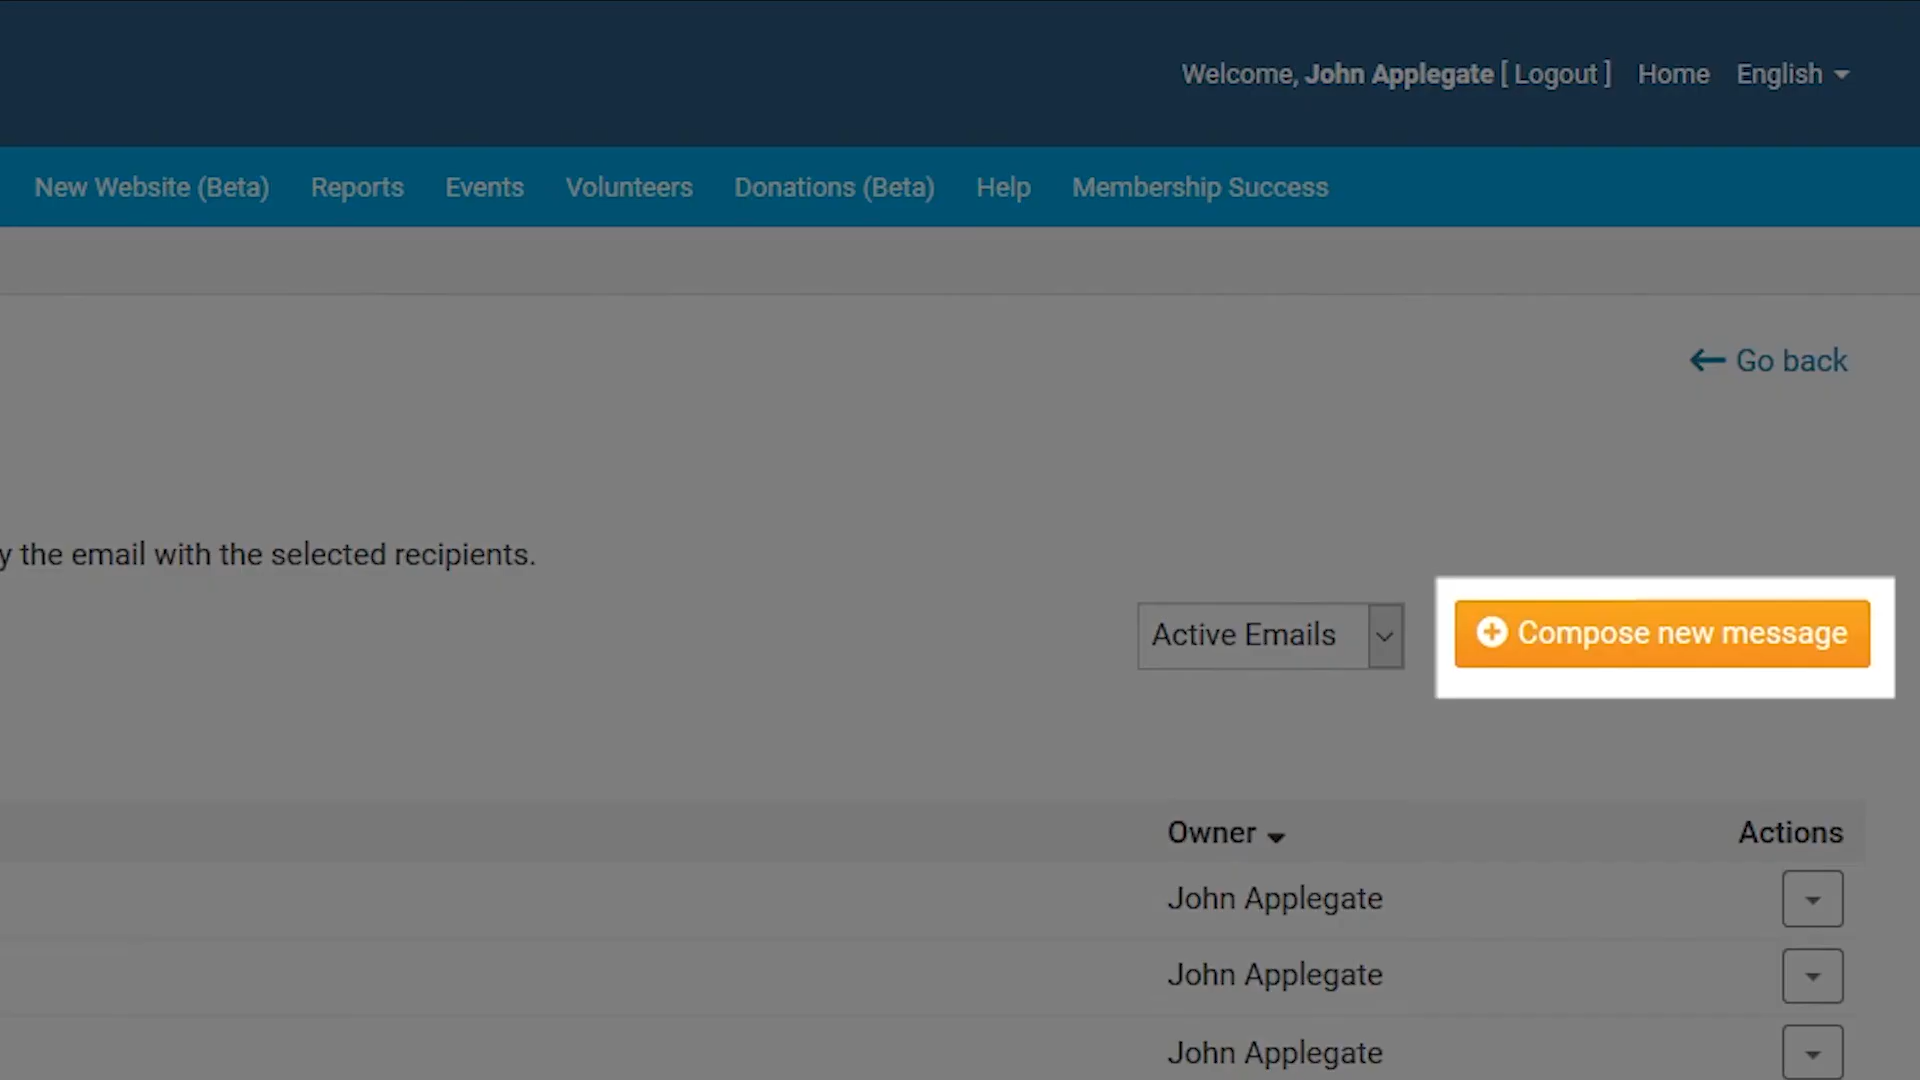 Welcome, John Applegate [ Logout ] Home English
New Website (Beta) Reports Events Volunteers Donations (Beta) Help Membership Success
Go back
y the email with the selected recipients.
Active Emails Compose new message
Owner Actions
John Applegate
John Applegate
John Applegate